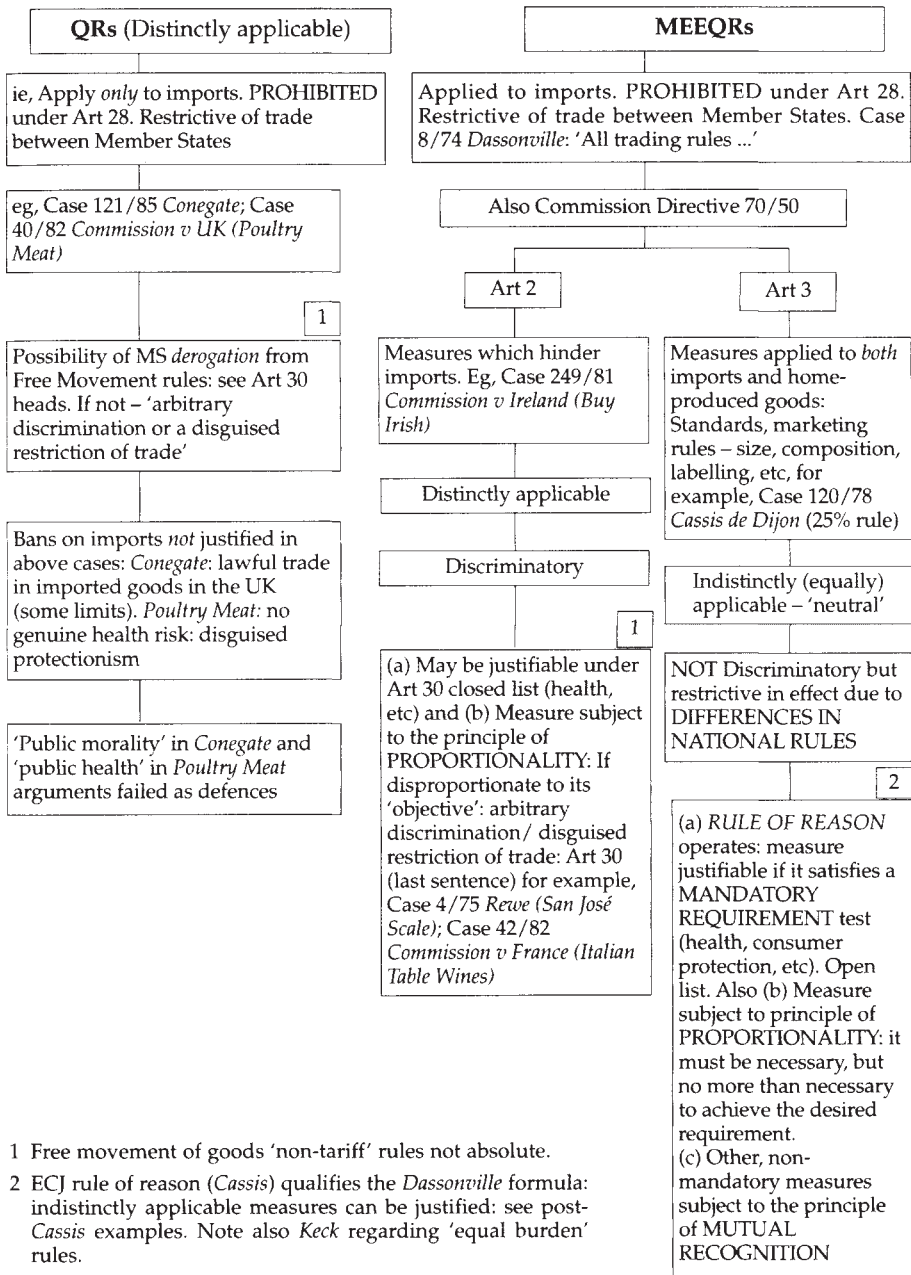 QRs (Distinctly applicable)
ie, Apply only to imports. PROHIBITED
under Art 28. Restrictive of trade
between Member States
eg, Case 121/85 Conegate; Case
40/82 Commission v UK (Poultry
Meat)
1
Possibility of MS derogation from
Free Movement rules: see Art 30
heads. If not – 'arbitrary
discrimination or a disguised
restriction of trade'
Bans on imports not justified in
above cases: Conegate: lawful trade
in imported goods in the UK
(some limits). Poultry Meat: no
genuine health risk: disguised
protectionism
'Public morality' in Conegate and
'public health' in Poultry Meat
arguments failed as defences
MEEQRs
Applied to imports. PROHIBITED under Art 28.
Restrictive of trade between Member States. Case
8/74 Dassonville: 'All trading rules ...'
Also Commission Directive 70/50
Art 2
Measures which hinder
imports. Eg, Case 249/81
Commission v Ireland (Buy
Irish)
Distinctly applicable
Discriminatory
1
(a) May be justifiable under
Art 30 closed list (health,
etc) and (b) Measure subject
to the principle of
PROPORTIONALITY: If
disproportionate to its
'objective': arbitrary
discrimination/ disguised
restriction of trade: Art 30
(last sentence) for example,
Case 4/75 Rewe (San José
Scale); Case 42/82
Commission v France (Italian
Table Wines)
Art 3
Measures applied to both
imports and home-
produced goods:
Standards, marketing
rules – size, composition,
labelling, etc, for
example, Case 120/78
Cassis de Dijon (25% rule)
Indistinctly (equally)
applicable – 'neutral'
NOT Discriminatory but
restrictive in effect due to
DIFFERENCES IN
NATIONAL RULES
2
(a) RULE OF REASON
operates: measure
justifiable if it satisfies a
MANDATORY
REQUIREMENT test
(health, consumer
protection, etc). Open
list. Also (b) Measure
subject to principle of
PROPORTIONALITY: it
must be necessary, but
no more than necessary
to achieve the desired
requirement.
(c) Other, non-
mandatory measures
subject to the principle
of MUTUAL
RECOGNITION
1 Free movement of goods 'non-tariff' rules not absolute.
2 ECJ rule of reason (Cassis) qualifies the Dassonville formula:
indistinctly applicable measures can be justified: see post-
Cassis examples. Note also Keck regarding 'equal burden'
rules.